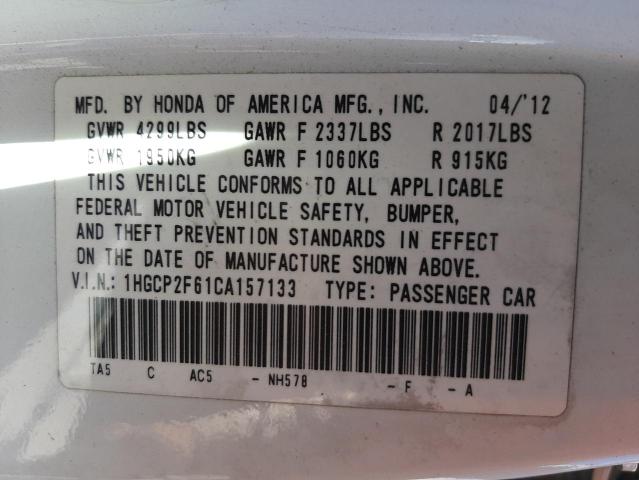 MFD. BY HONDA OF AMERICA MFG., INC. 04/'12
GVWR 4299LBS GAWR F 2337LBS R 2017LBS
GVWR 1950KG GAWR F 1060KG R 915KG
THIS VEHICLE CONFORMS TO ALL APPLICABLE
FEDERAL MOTOR VEHICLE SAFETY, BUMPER,
AND THEFT PREVENTION STANDARDS IN EFFECT
ON THE DATE OF MANUFACTURE SHOWN ABOVE.
V.I.N.: 1HGCP2F61CA157133 TYPE: PASSENGER CAR
TA5 C AC5 - NH578 - F - A